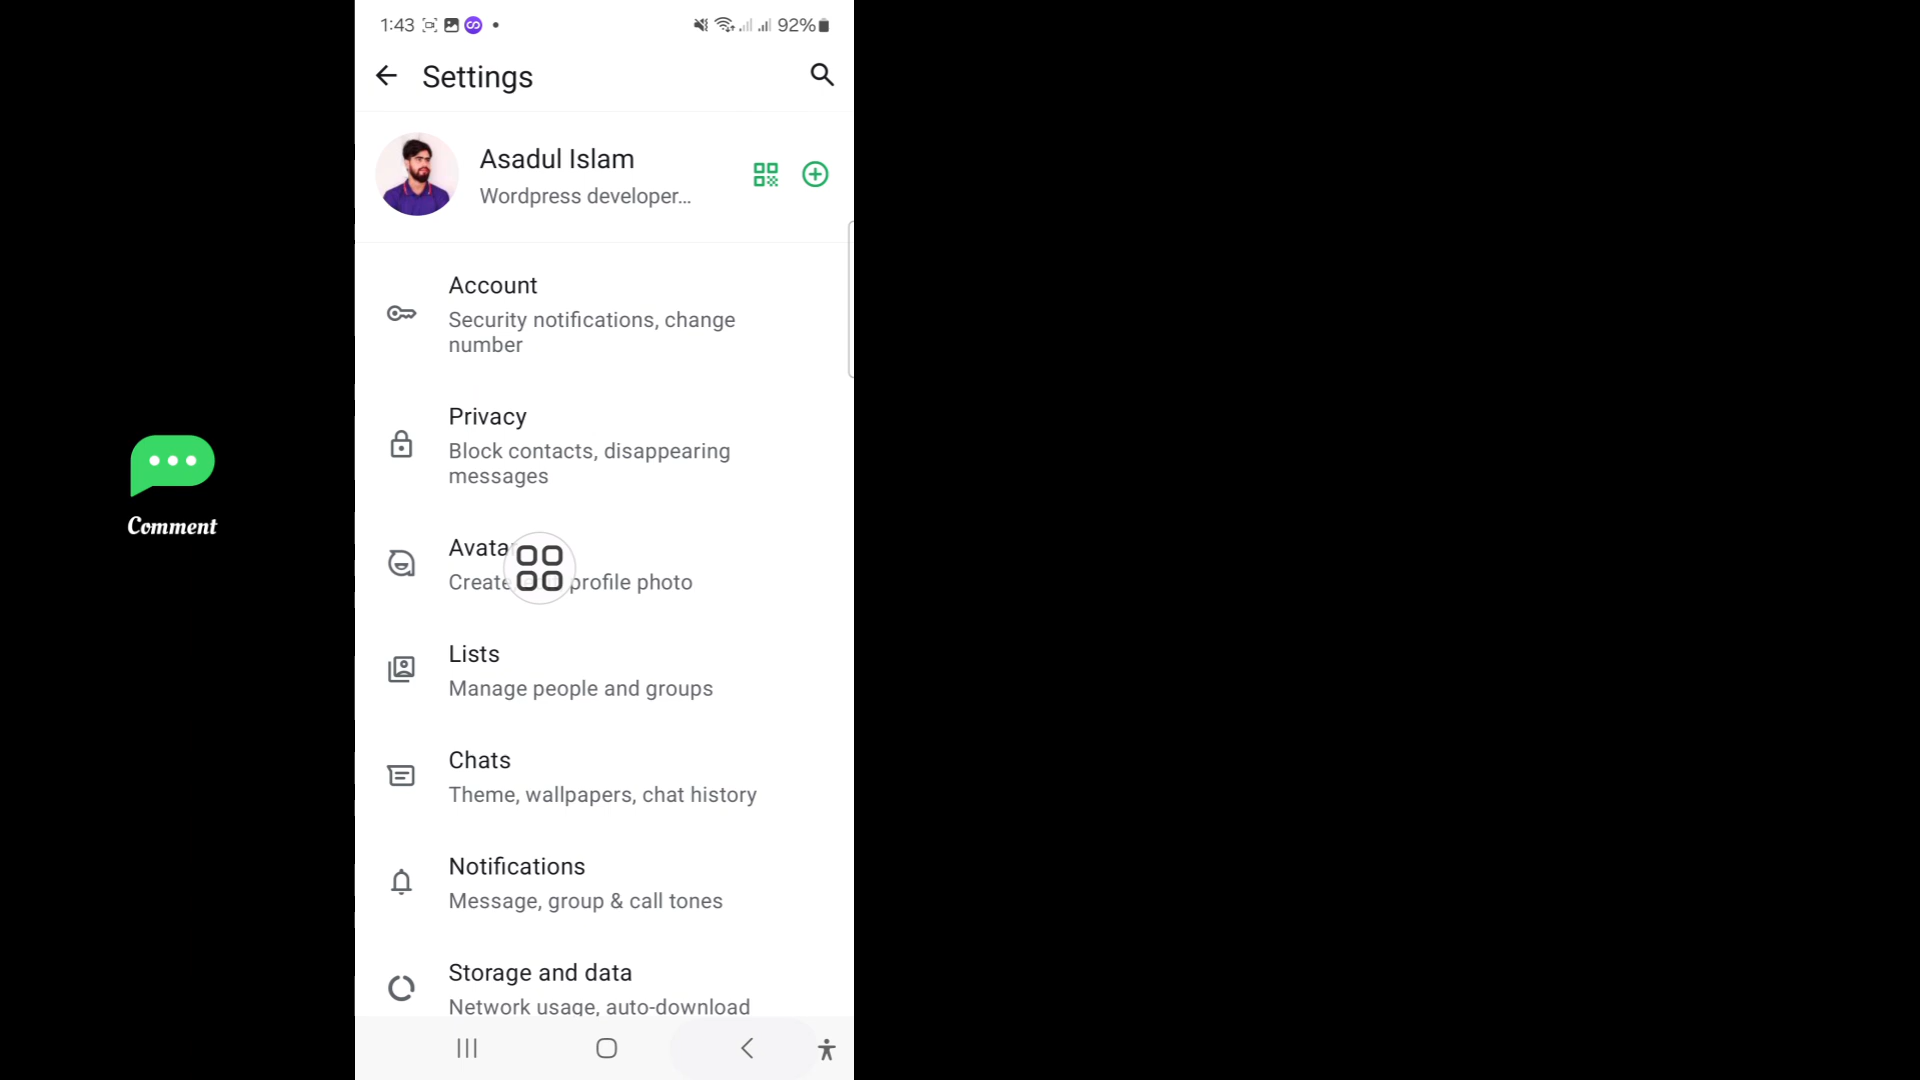 1:43
92%
Settings
Asadul Islam
Wordpress developer...
Account
Security notifications, change
number
Privacy
Block contacts, disappearing
messages
Comment
Avatar
Create profile photo
Lists
Manage people and groups
Chats
Theme, wallpapers, chat history
Notifications
Message, group & call tones
Storage and data
Network usage, auto-download